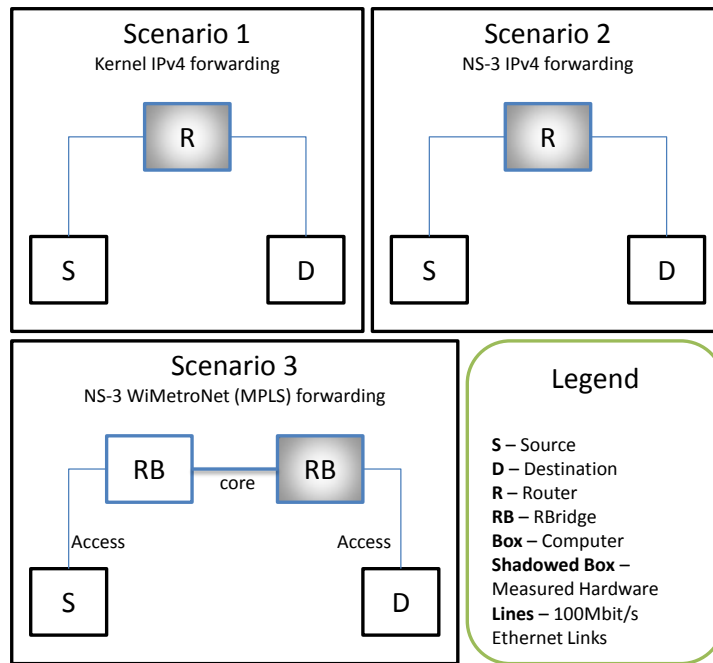 Scenario 1
Kernel IPv4 forwarding
R
S
D
Scenario 2
NS-3 IPv4 forwarding
R
S
D
Scenario 3
NS-3 WiMetroNet (MPLS) forwarding
RB
RB
core
Access
Access
S
D
Legend
S – Source
D – Destination
R – Router
RB – RBridge
Box – Computer
Shadowed Box –
Measured Hardware
Lines – 100Mbit/s
Ethernet Links